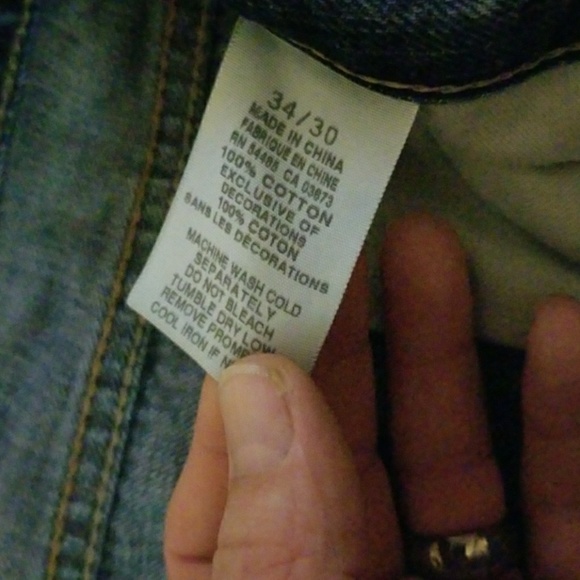 34/30
MADE IN CHINA
FABRIQUE EN CHINE
RN 54485 CA 03873
100% COTTON
EXCLUSIVE OF
DECORATIONS
100% COTON
SANS LES DECORATIONS
MACHINE WASH COLD
SEPARATELY
DO NOT BLEACH
TUMBLE DRY LOW
REMOVE
COOL IRON IF